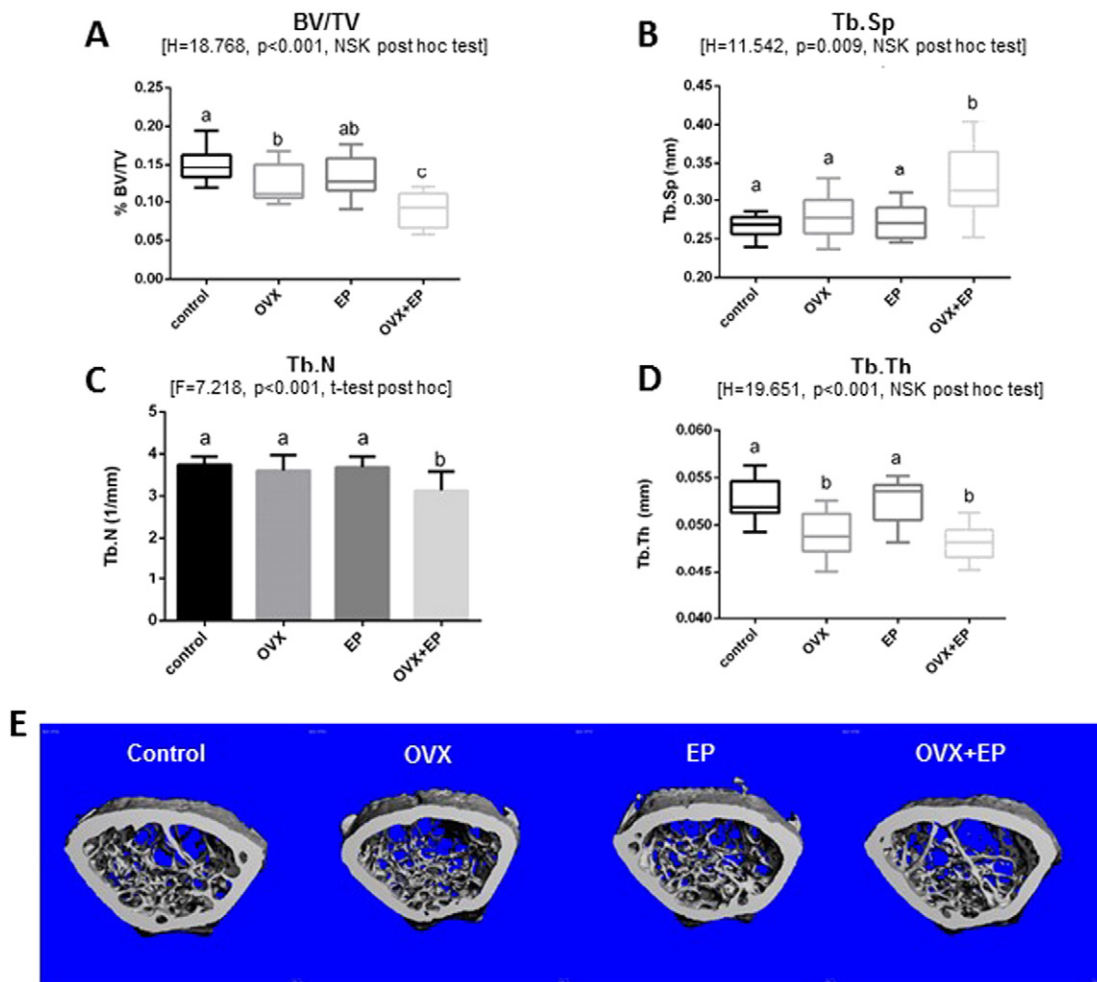 A
BV/TV
[H=18.768, p<0.001, NSK post hoc test]
% BV/TV
0.25
0.20
0.15
0.10
0.05
0.00
a
b
ab
c
control
OVX
EP
OVX+EP
B
Tb.Sp
[H=11.542, p=0.009, NSK post hoc test]
Tb.Sp (mm)
0.45
0.40
0.35
0.30
0.25
0.20
a
a
a
b
control
OVX
EP
OVX+EP
C
Tb.N
[F=7.218, p<0.001, t-test post hoc]
Tb.N (1/mm)
5
4
3
2
1
0
a
a
a
b
control
OVX
EP
OVX+EP
D
Tb.Th
[H=19.651, p<0.001, NSK post hoc test]
Tb.Th (mm)
0.060
0.055
0.050
0.045
0.040
a
b
a
b
control
OVX
EP
OVX+EP
E
Control
OVX
EP
OVX+EP